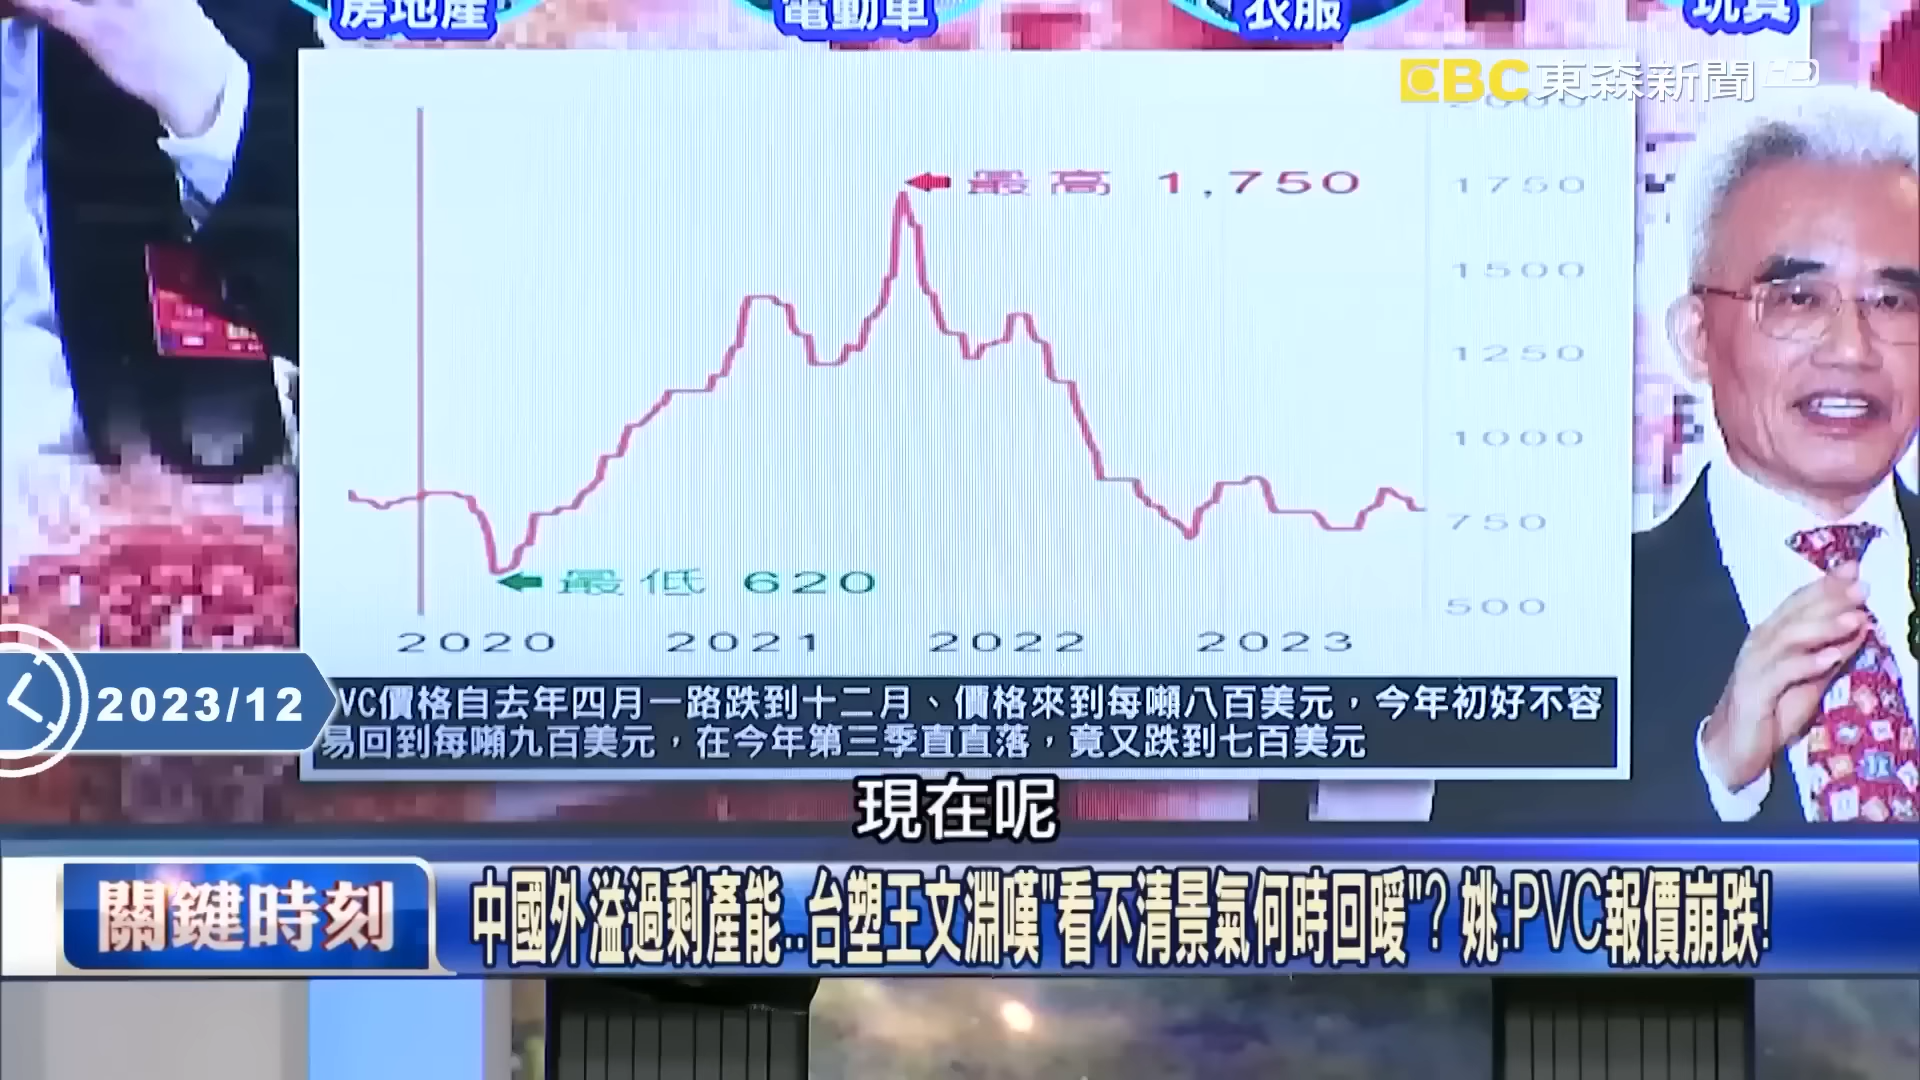 房地產
電動車
衣服
玩具
EBC 東森新聞 HD
2000
最高 1,750
1750
1500
1250
1000
750
最低 620
500
2020
2021
2022
2023
2023/12
VC價格自去年四月一路跌到十二月、價格來到每噸八百美元，今年初好不容
易回到每噸九百美元，在今年第三季直直落，竟又跌到七百美元
現在呢
關鍵時刻
中國外溢過剩產能..台塑王文淵嘆"看不清景氣何時回暖"? 姚:PVC報價崩跌!